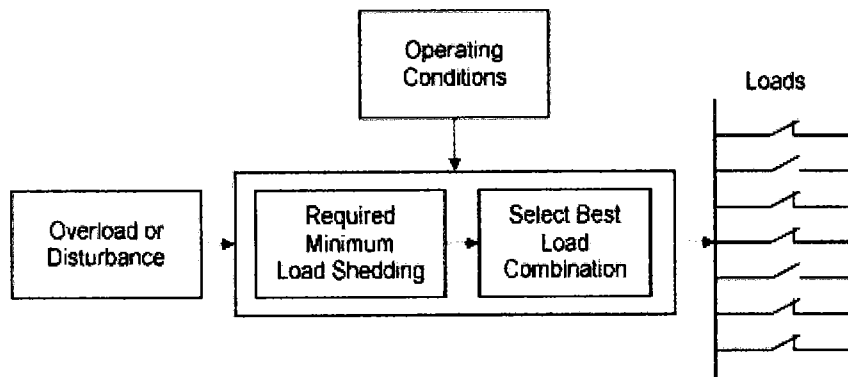 Operating
Conditions
Loads
Overload or
Disturbance
Required
Minimum
Load Shedding
Select Best
Load
Combination